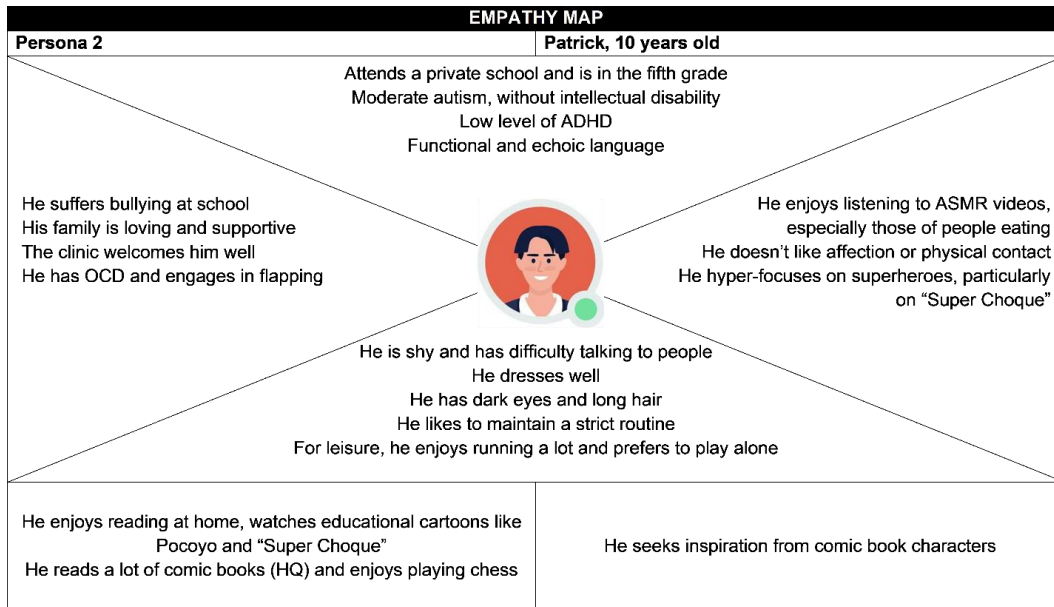 EMPATHY MAP
Persona 2
Patrick, 10 years old
Attends a private school and is in the fifth grade
Moderate autism, without intellectual disability
Low level of ADHD
Functional and echoic language
He suffers bullying at school
His family is loving and supportive
The clinic welcomes him well
He has OCD and engages in flapping
He enjoys listening to ASMR videos,
especially those of people eating
He doesn’t like affection or physical contact
He hyper-focuses on superheroes, particularly
on “Super Choque”
He is shy and has difficulty talking to people
He dresses well
He has dark eyes and long hair
He likes to maintain a strict routine
For leisure, he enjoys running a lot and prefers to play alone
He enjoys reading at home, watches educational cartoons like
Pocoyo and “Super Choque”
He reads a lot of comic books (HQ) and enjoys playing chess
He seeks inspiration from comic book characters